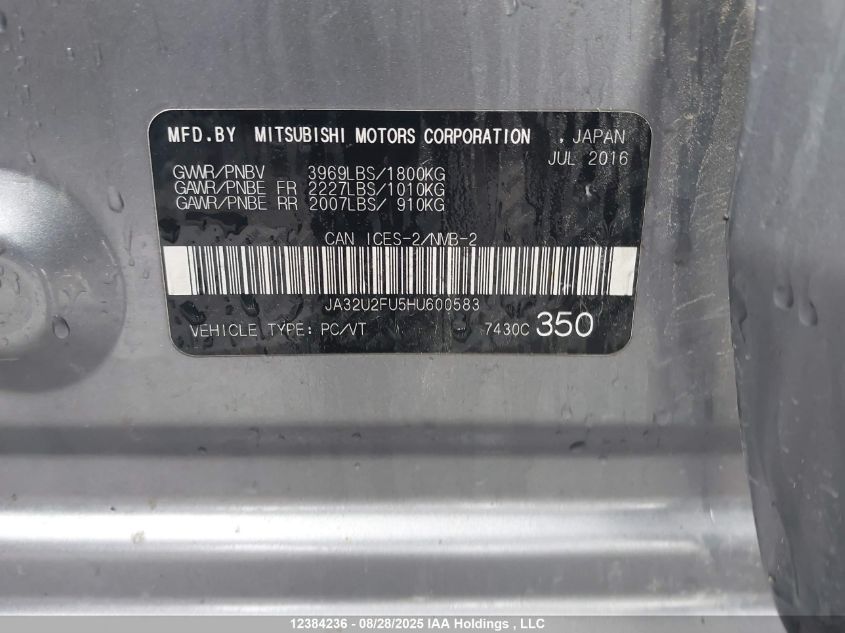 MFD.BY MITSUBISHI MOTORS CORPORATION , JAPAN
JUL 2016
GVWR/PNBV 3969LBS/1800KG
GAWR/PNBE FR 2227LBS/1010KG
GAWR/PNBE RR 2007LBS/ 910KG
CAN ICES-2/NMB-2
JA32U2FU5HU600583
VEHICLE TYPE: PC/VT 7430C 350
12384236 - 08/28/2025 IAA Holdings , LLC